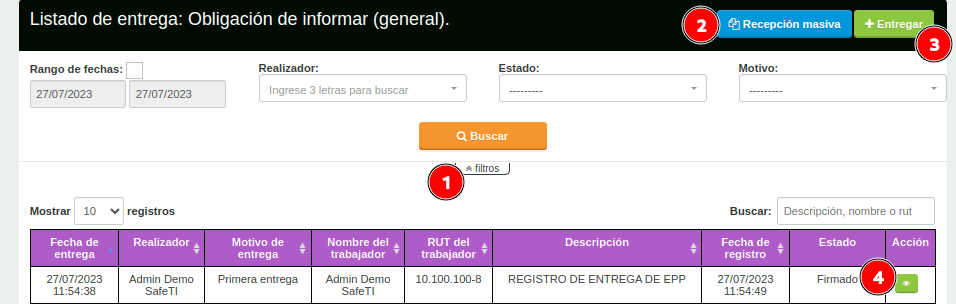 Listado de entrega: Obligación de informar (general).
2 Recepción masiva
Entregar
3
Rango de fechas:
27/07/2023 27/07/2023
Realizador:
Ingrese 3 letras para buscar
Estado:
---------
Motivo:
---------
Buscar
1 filtros
Mostrar 10 registros
Buscar: Descripción, nombre o rut
Fecha de entrega
Realizador
Motivo de entrega
Nombre del trabajador
RUT del trabajador
Descripción
Fecha de registro
Estado
Acción
27/07/2023 11:54:38
Admin Demo SafeTI
Primera entrega
Admin Demo SafeTI
10.100.100-8
REGISTRO DE ENTREGA DE EPP
27/07/2023 11:54:49
Firmado
4